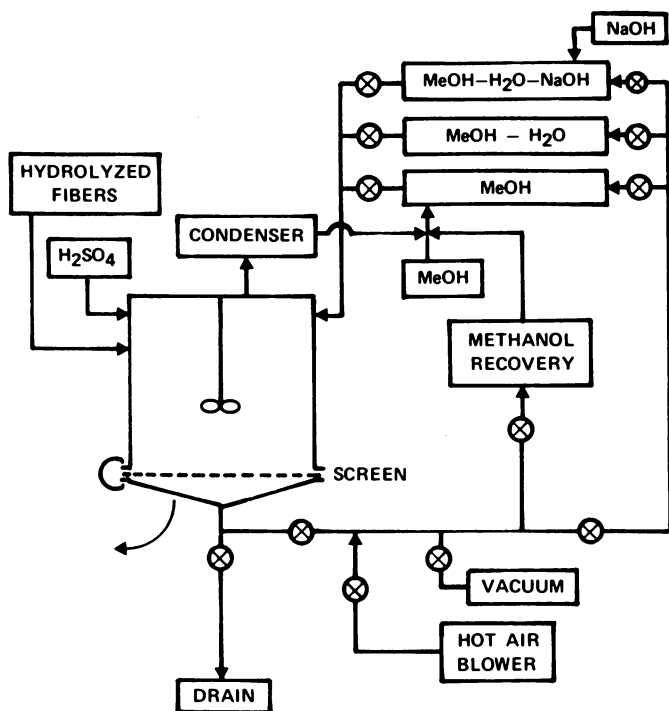 NaOH
MeOH–H2O–NaOH
MeOH – H2O
MeOH
HYDROLYZED
FIBERS
CONDENSER
H2SO4
MeOH
METHANOL
RECOVERY
SCREEN
VACUUM
HOT AIR
BLOWER
DRAIN